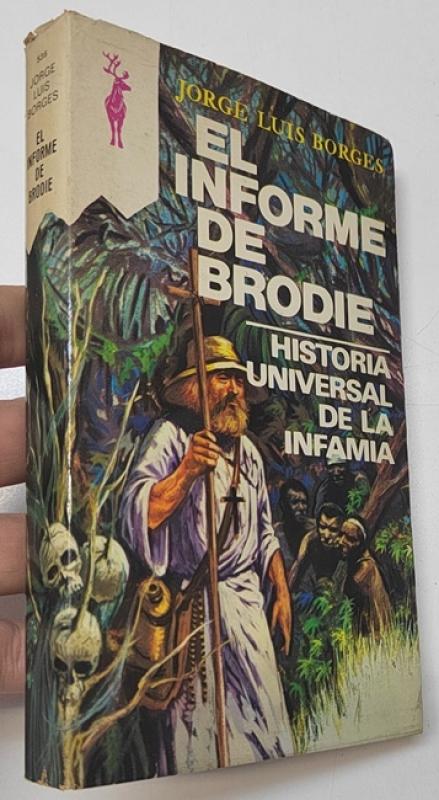 536
JORGE
LUIS
BORGES
EL
INFORME
DE
BRODIE
JORGE LUIS BORGES
EL
INFORME
DE
BRODIE
HISTORIA
UNIVERSAL
DE LA
INFAMIA